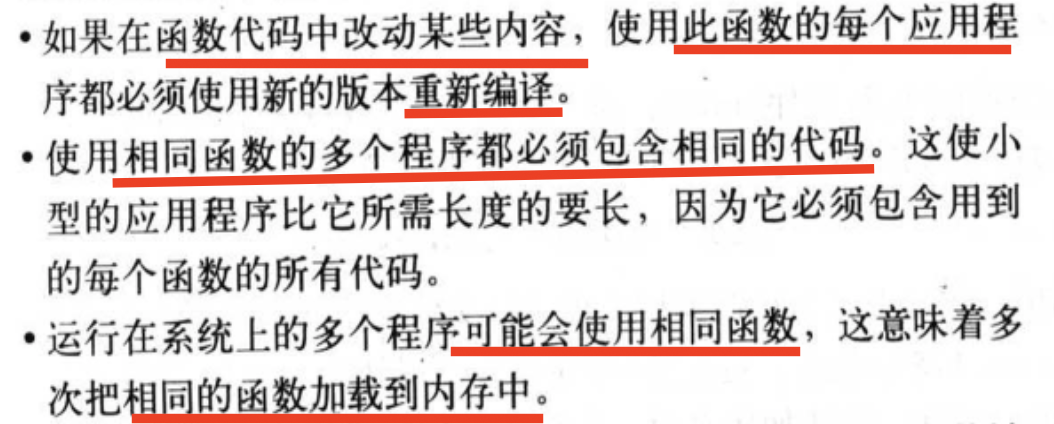 •如果在函数代码中改动某些内容，使用此函数的每个应用程
序都必须使用新的版本重新编译。
•使用相同函数的多个程序都必须包含相同的代码。这使小
型的应用程序比它所需长度的要长，因为它必须包含用到
的每个函数的所有代码。
•运行在系统上的多个程序可能会使用相同函数，这意味着多
次把相同的函数加载到内存中。